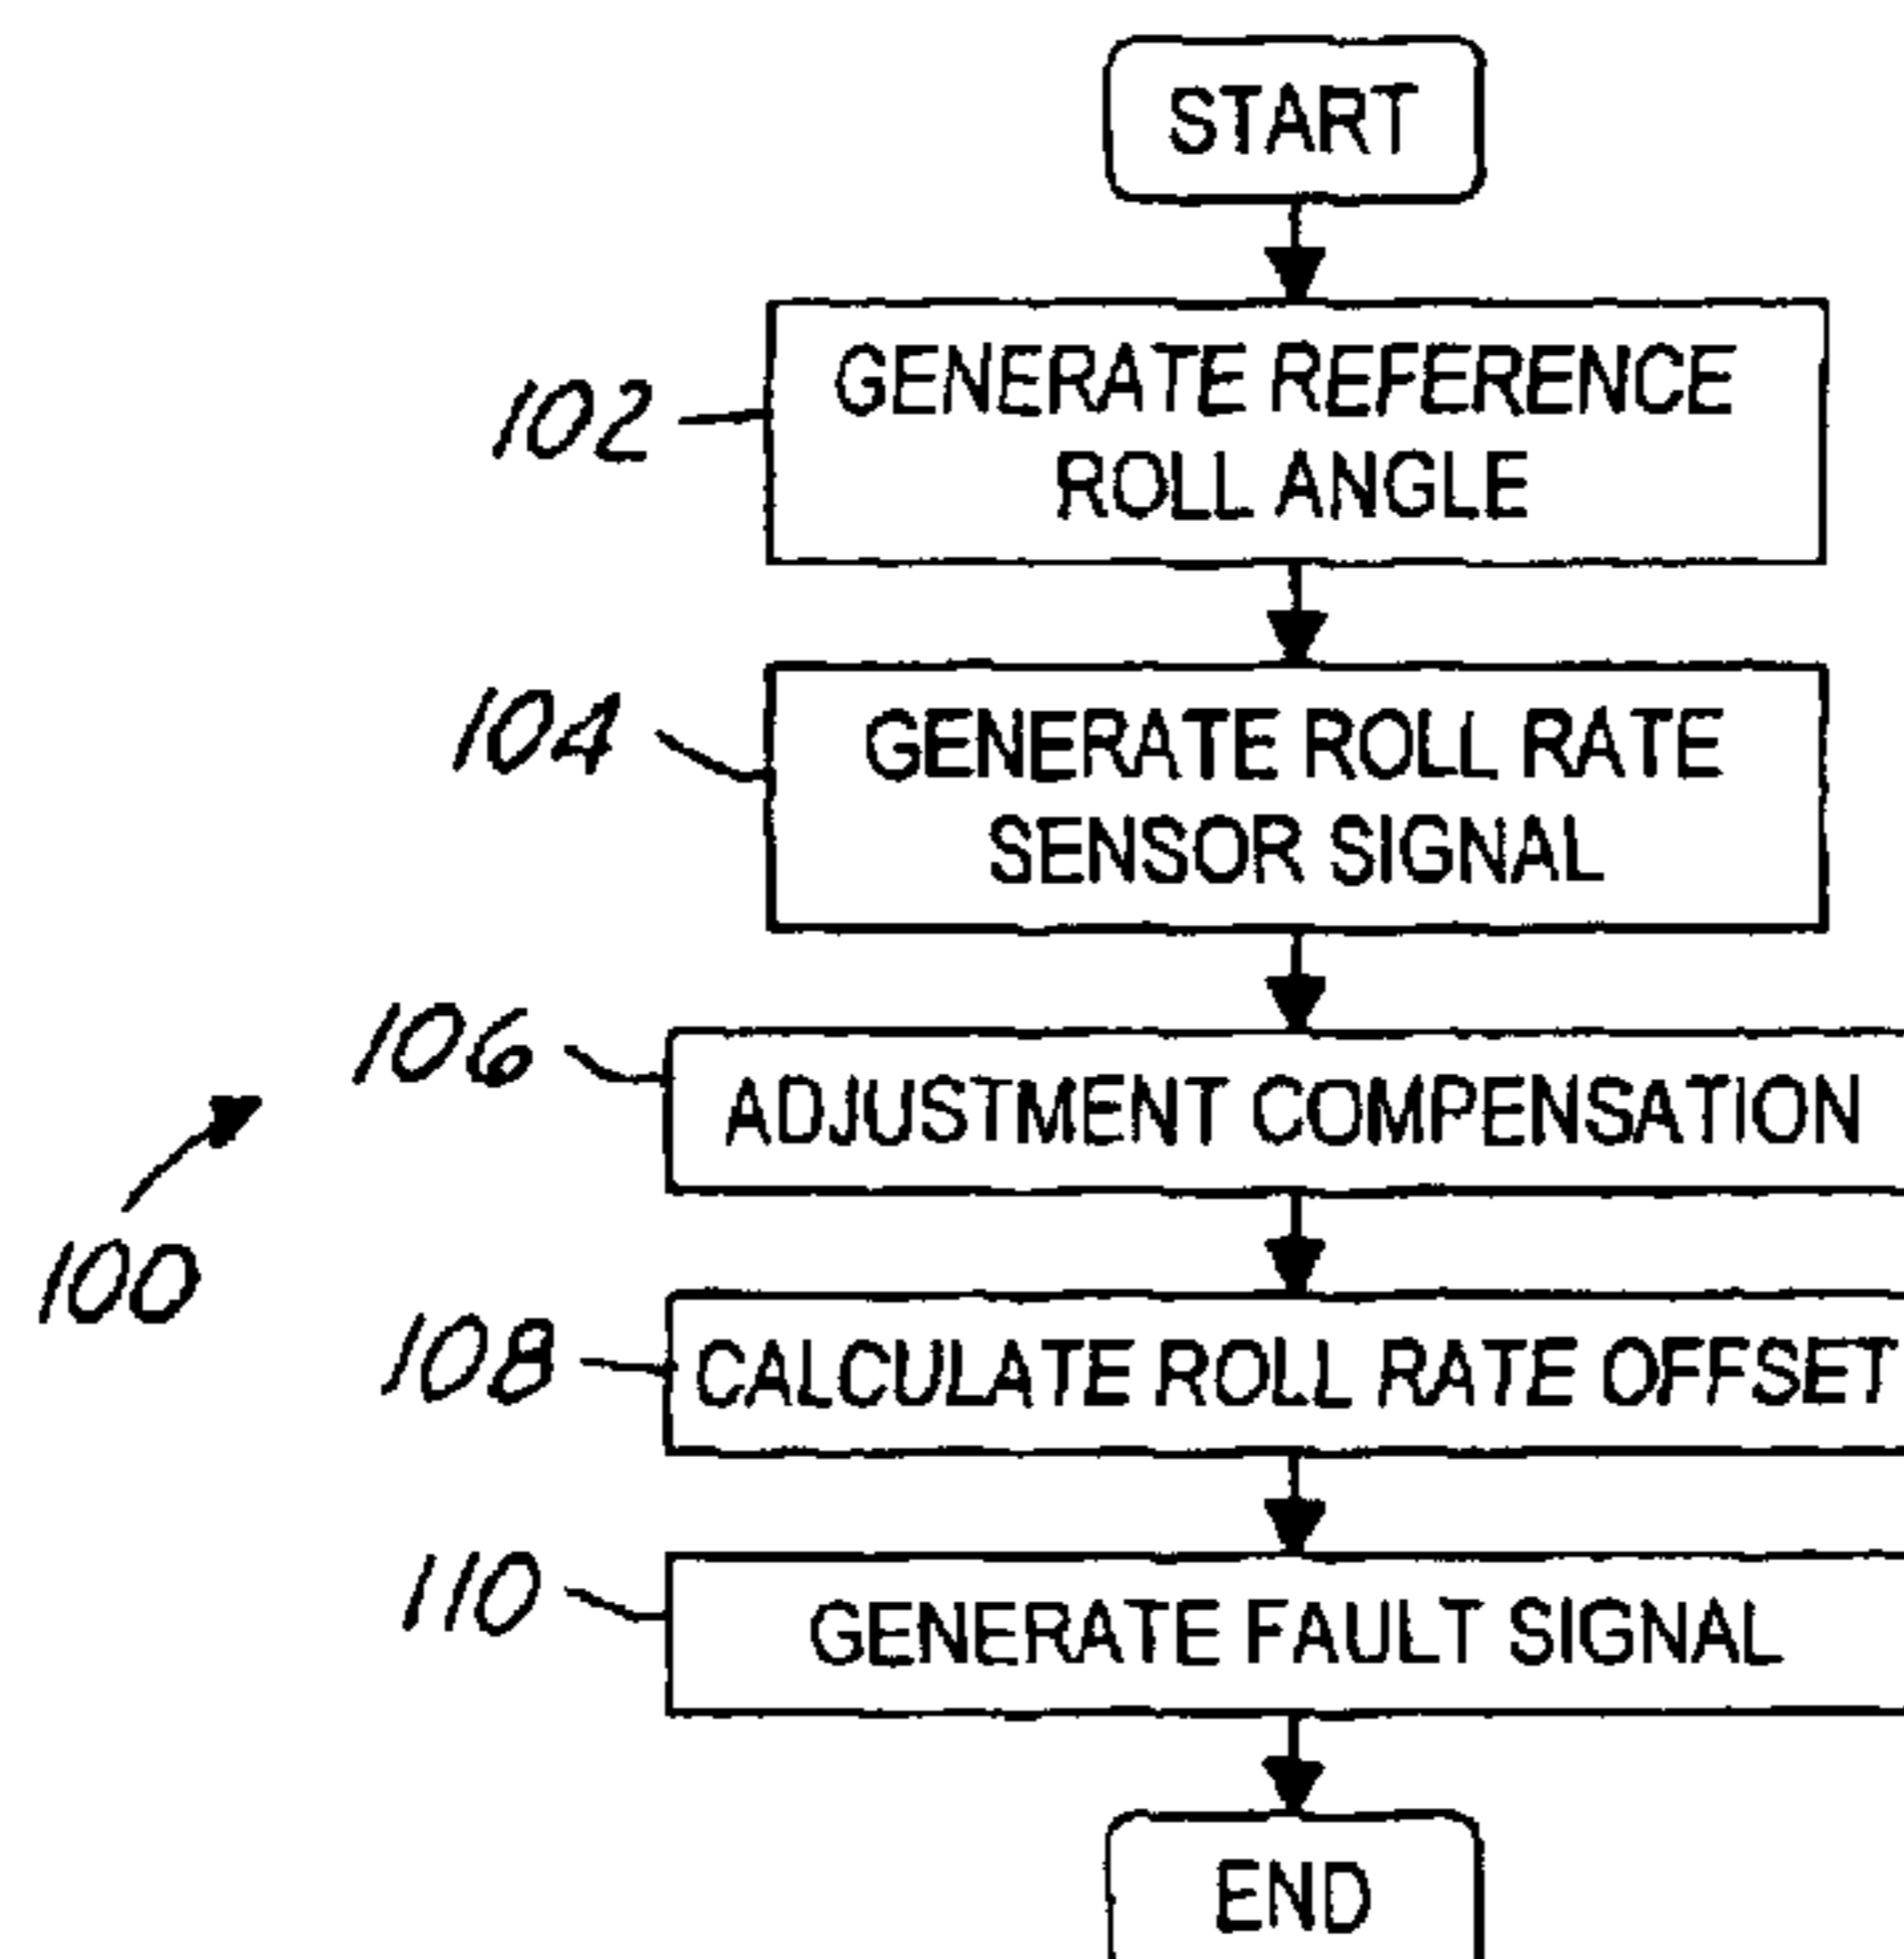 START
102
GENERATE REFERENCE
ROLL ANGLE
104
GENERATE ROLL RATE
SENSOR SIGNAL
106
ADJUSTMENT COMPENSATION
100
108
CALCULATE ROLL RATE OFFSET
110
GENERATE FAULT SIGNAL
END